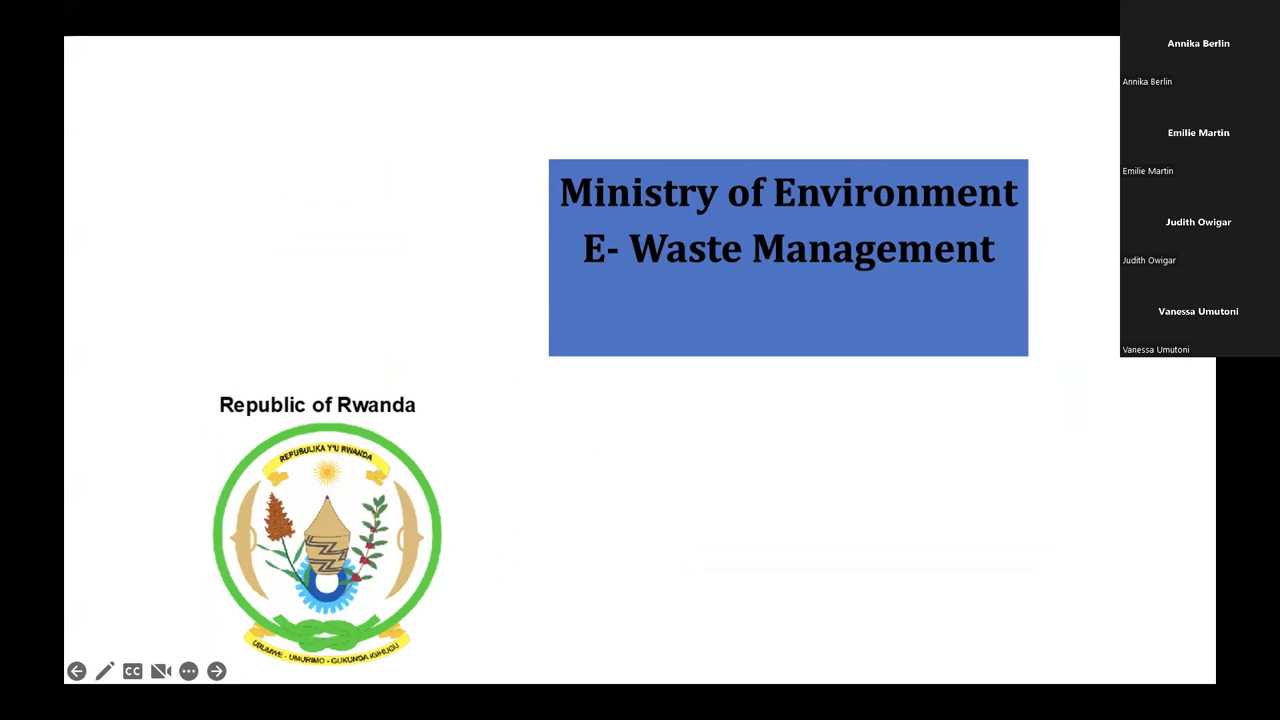 Ministry of Environment
E- Waste Management
Republic of Rwanda
REPUBULIKA Y'U RWANDA
UBUMWE - UMURIMO - GUKUNDA IGIHUGU
CC
Annika Berlin
Annika Berlin
Emilie Martin
Emilie Martin
Judith Owigar
Judith Owigar
Vanessa Umutoni
Vanessa Umutoni